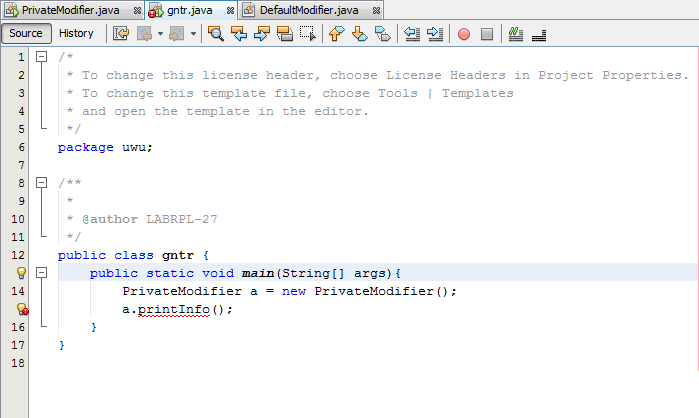 PrivateModifier.java gntr.java DefaultModifier.java
Source History
1 /*
2 * To change this license header, choose License Headers in Project Properties.
3 * To change this template file, choose Tools | Templates
4 * and open the template in the editor.
5 */
6 package uwu;
7
8 /**
9 *
10 * @author LABRPL-27
11 */
12 public class gntr {
public static void main(String[] args){
14 PrivateModifier a = new PrivateModifier();
a.printInfo();
16 }
17 }
18